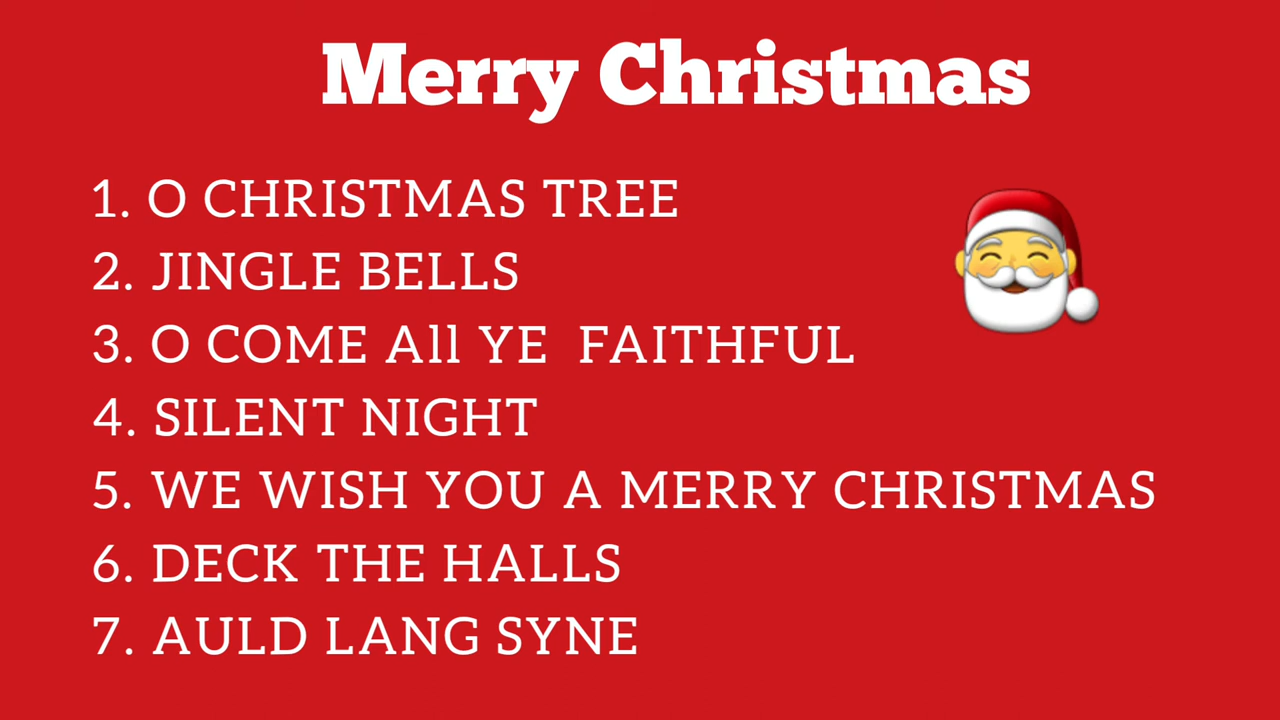 Merry Christmas
1. O CHRISTMAS TREE
2. JINGLE BELLS
3. O COME All YE  FAITHFUL
4. SILENT NIGHT
5. WE WISH YOU A MERRY CHRISTMAS
6. DECK THE HALLS
7. AULD LANG SYNE